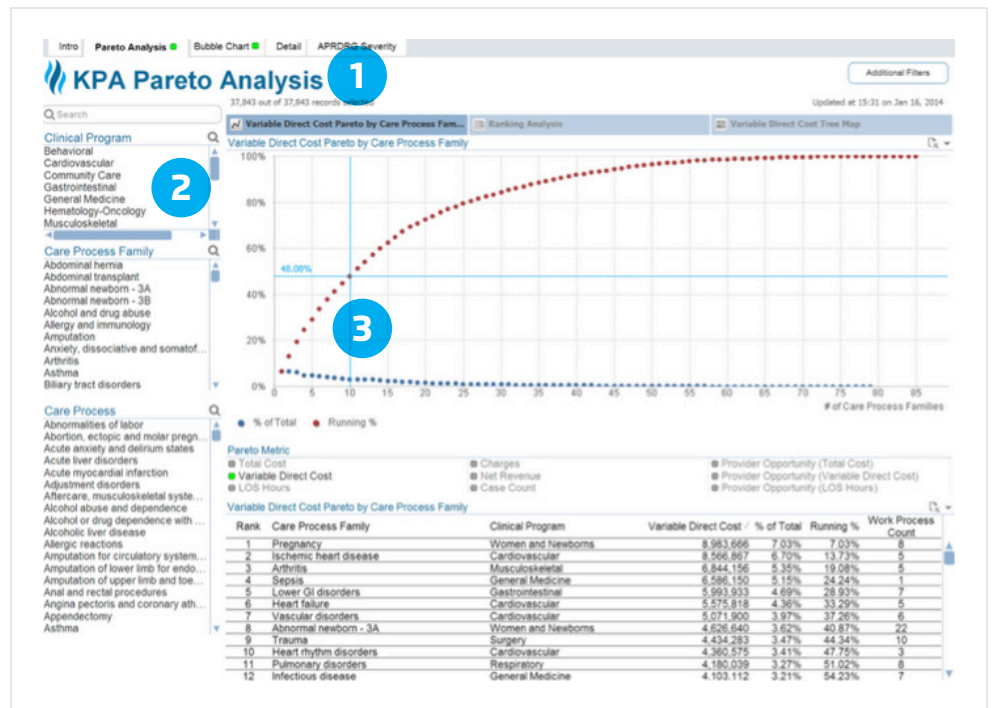 Intro Pareto Analysis Bubble Chart Detail APRDRG Severity
KPA Pareto Analysis
1
Additional Filters
37,843 out of 37,843 records selected
Updated at 15:31 on Jan 16, 2014
Search
Variable Direct Cost Pareto by Care Process Fam... Ranking Analysis Variable Direct Cost Tree Map
Clinical Program
Behavioral
Cardiovascular
Community Care
Gastrointestinal
General Medicine
Hematology-Oncology
Musculoskeletal
2
Care Process Family
Abdominal hernia
Abdominal transplant
Abnormal newborn - 3A
Abnormal newborn - 3B
Alcohol and drug abuse
Allergy and immunology
Amputation
Anxiety, dissociative and somatof...
Arthritis
Asthma
Biliary tract disorders
Care Process
Abnormalities of labor
Abortion, ectopic and molar pregn...
Acute anxiety and delirium states
Acute liver disorders
Acute myocardial infarction
Adjustment disorders
Aftercare, musculoskeletal syste...
Alcohol abuse and dependence
Alcohol or drug dependence with ...
Alcoholic liver disease
Allergic reactions
Amputation for circulatory system...
Amputation of lower limb for endo...
Amputation of upper limb and toe...
Anal and rectal procedures
Angina pectoris and coronary ath...
Appendectomy
Asthma
Variable Direct Cost Pareto by Care Process Family
100%
80%
60%
48.08%
40%
3
20%
0%
0 5 10 15 20 25 30 35 40 45 50 55 60 65 70 75 80 85
# of Care Process Families
% of Total Running %
Pareto Metric
Total Cost Charges Provider Opportunity (Total Cost)
Variable Direct Cost Net Revenue Provider Opportunity (Variable Direct Cost)
LOS Hours Case Count Provider Opportunity (LOS Hours)
Variable Direct Cost Pareto by Care Process Family
Rank Care Process Family Clinical Program Variable Direct Cost / % of Total Running % Work Process Count
1 Pregnancy Women and Newborns 8,983,666 7.03% 7.03% 8
2 Ischemic heart disease Cardiovascular 8,566,867 6.70% 13.73% 5
3 Arthritis Musculoskeletal 6,844,156 5.35% 19.08% 5
4 Sepsis General Medicine 6,586,150 5.15% 24.24% 1
5 Lower GI disorders Gastrointestinal 5,993,933 4.69% 28.93% 7
6 Heart failure Cardiovascular 5,575,818 4.36% 33.29% 5
7 Vascular disorders Cardiovascular 5,071,900 3.97% 37.26% 6
8 Abnormal newborn - 3A Women and Newborns 4,626,640 3.62% 40.87% 22
9 Trauma Surgery 4,434,283 3.47% 44.34% 10
10 Heart rhythm disorders Cardiovascular 4,360,575 3.41% 47.75% 3
11 Pulmonary disorders Respiratory 4,180,039 3.27% 51.02% 8
12 Infectious disease General Medicine 4,103,112 3.21% 54.23% 7